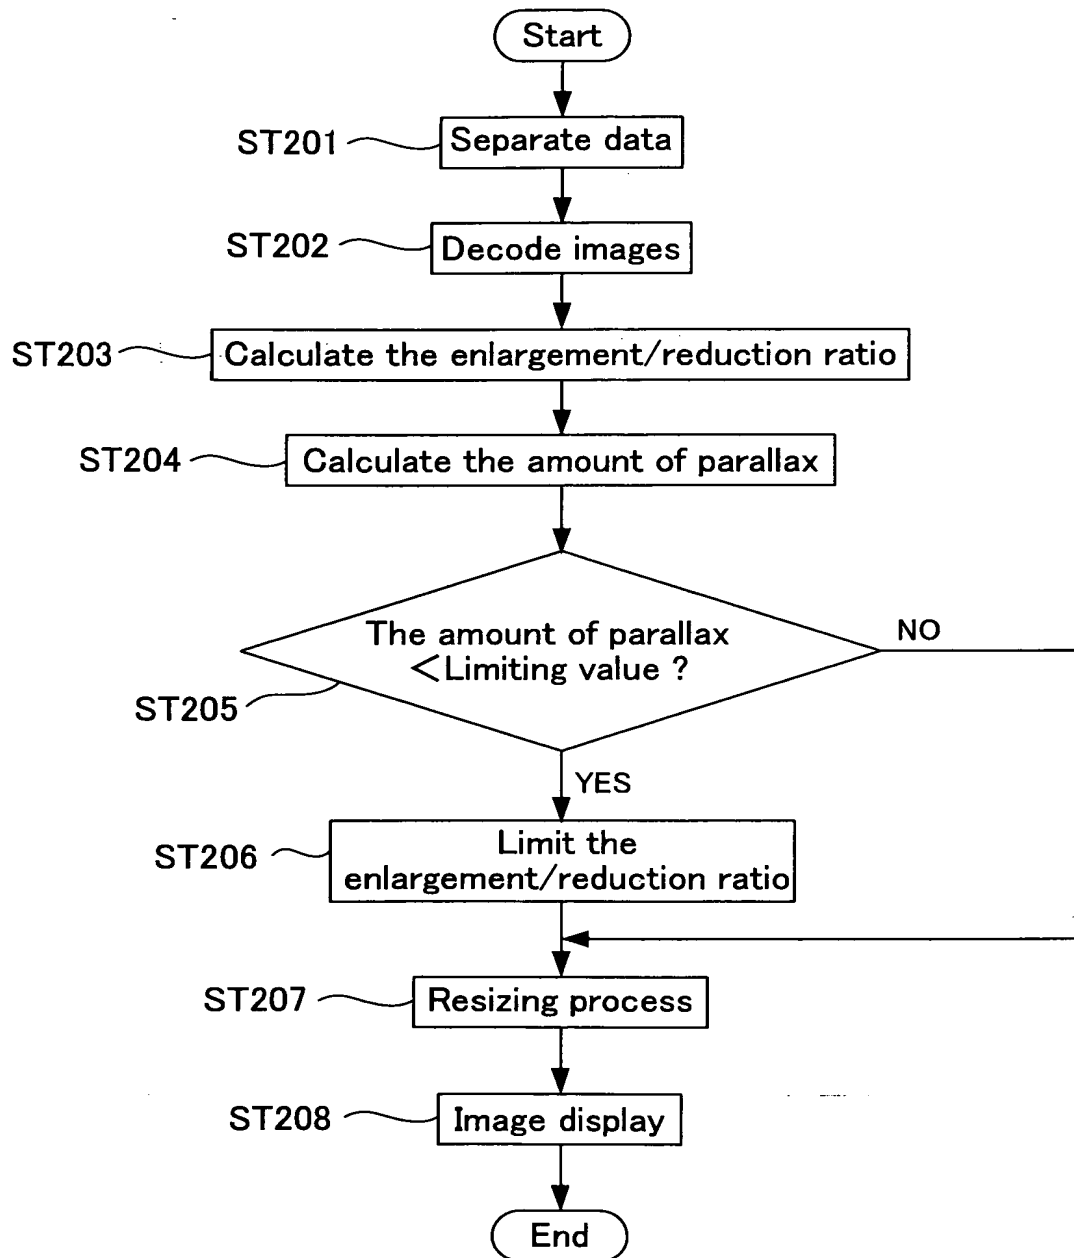 Start
ST201
Separate data
ST202
Decode images
ST203
Calculate the enlargement/reduction ratio
ST204
Calculate the amount of parallax
The amount of parallax
<Limiting value ?
NO
ST205
YES
ST206
Limit the
enlargement/reduction ratio
ST207
Resizing process
ST208
Image display
End